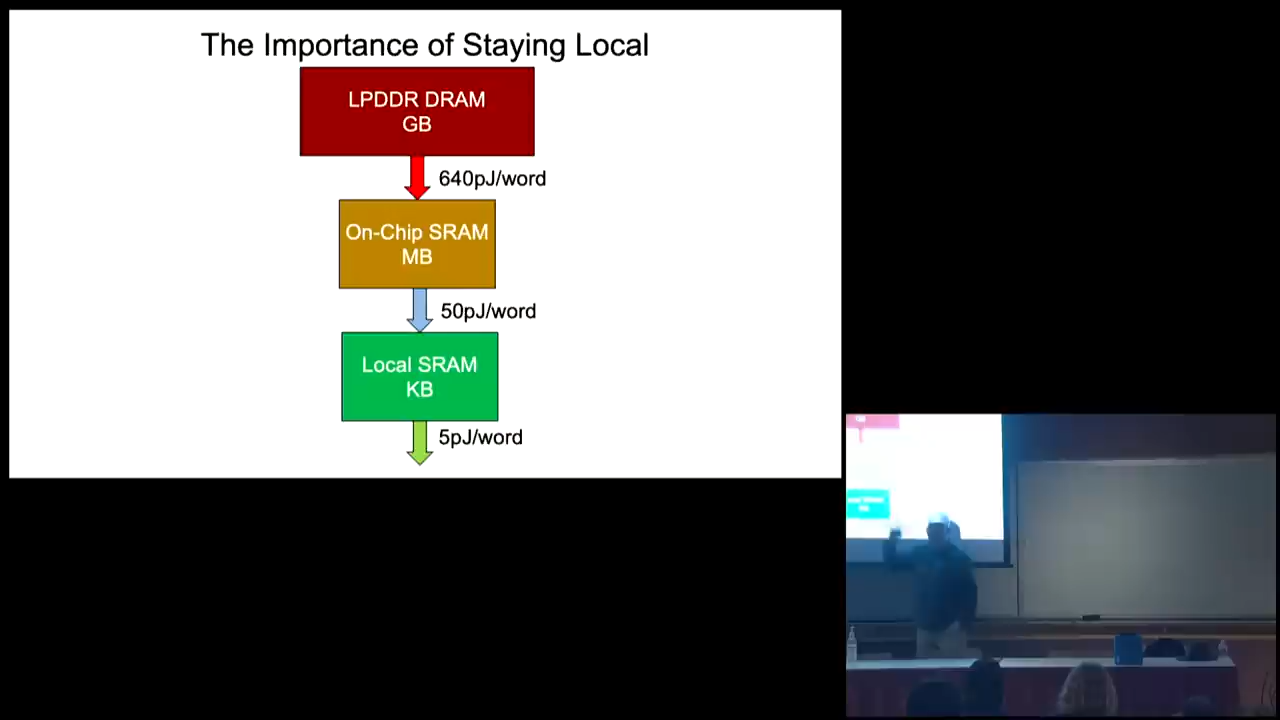 The Importance of Staying Local
LPDDR DRAM
GB
640pJ/word
On-Chip SRAM
MB
50pJ/word
Local SRAM
KB
5pJ/word